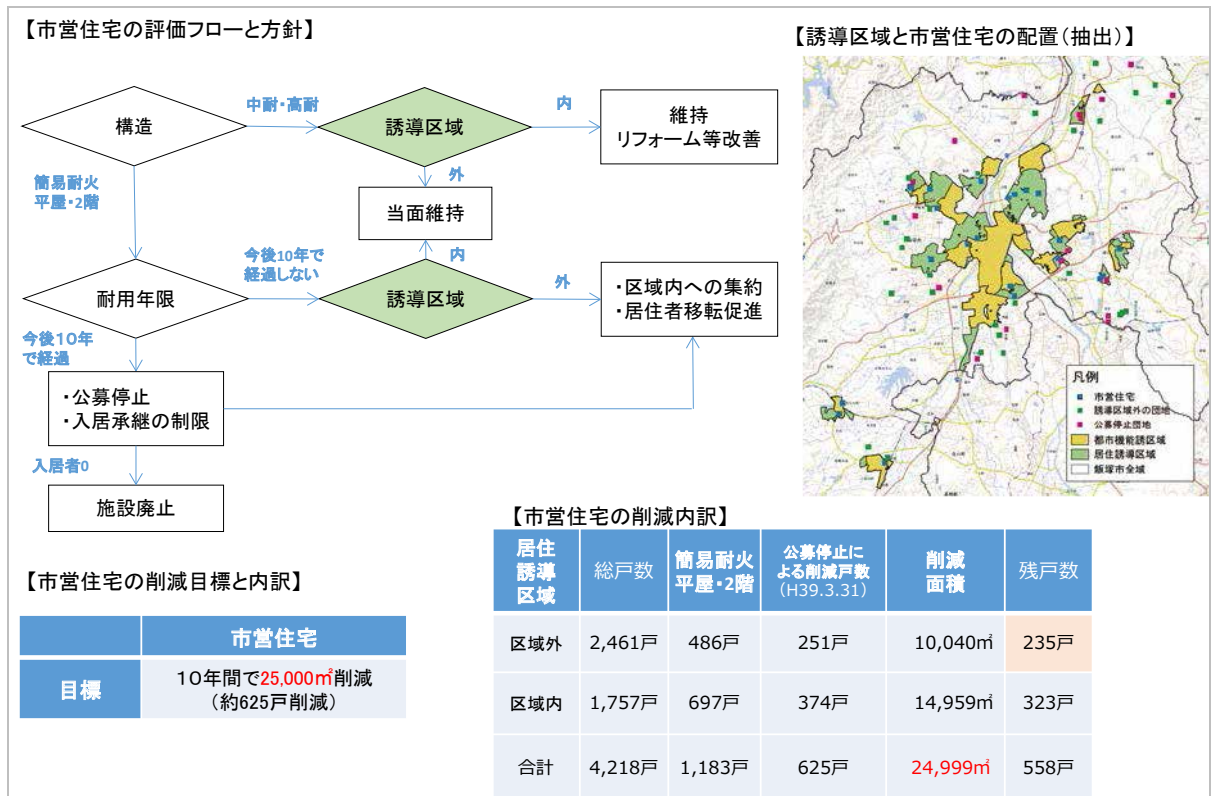 【市営住宅の評価フローと方針】
構造
中耐・高耐
誘導区域
内
維持
リフォーム等改善
外
当面維持
簡易耐火
平屋・2階
耐用年限
今後10年で
経過しない
内
誘導区域
外
・区域内への集約
・居住者移転促進
今後10年
で経過
・公募停止
・入居承継の制限
入居者0
施設廃止
【誘導区域と市営住宅の配置(抽出)】
凡例
市営住宅
誘導区域外の団地
公募停止団地
都市機能誘区域
居住誘導区域
飯塚市全域
【市営住宅の削減目標と内訳】
市営住宅
目標
10年間で25,000㎡削減
(約625戸削減)
【市営住宅の削減内訳】
居住
誘導
区域
総戸数
簡易耐火
平屋・2階
公募停止に
よる削減戸数
(H39.3.31)
削減
面積
残戸数
区域外 2,461戸 486戸 251戸 10,040㎡ 235戸
区域内 1,757戸 697戸 374戸 14,959㎡ 323戸
合計 4,218戸 1,183戸 625戸 24,999㎡ 558戸